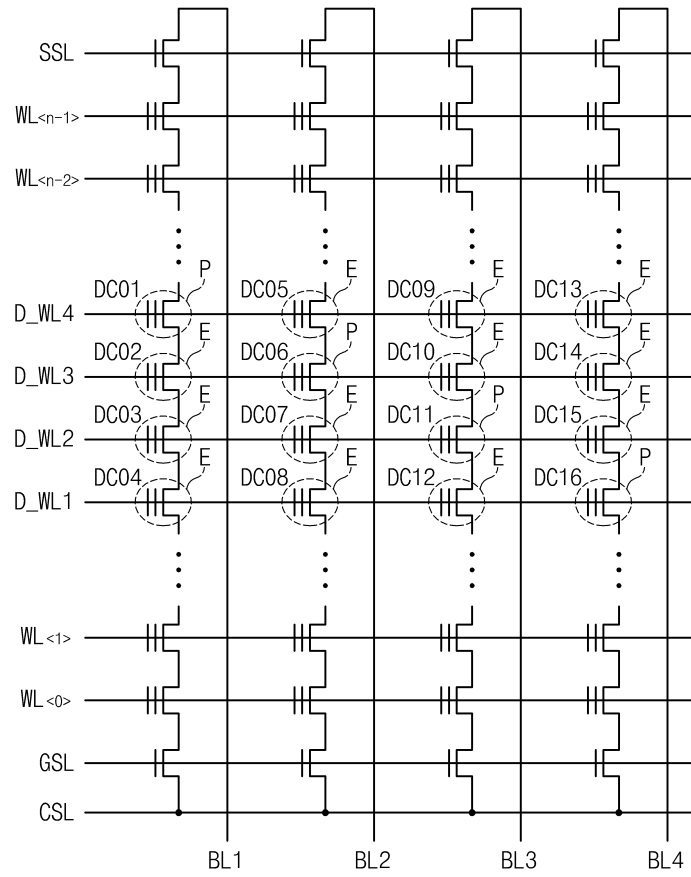 SSL
WL<n-1>
WL<n-2>
P E E E
DC01 DC05 DC09 DC13
D_WL4
E P E E
DC02 DC06 DC10 DC14
D_WL3
E E P E
DC03 DC07 DC11 DC15
D_WL2
E E E P
DC04 DC08 DC12 DC16
D_WL1
WL<1>
WL<0>
GSL
CSL
BL1 BL2 BL3 BL4